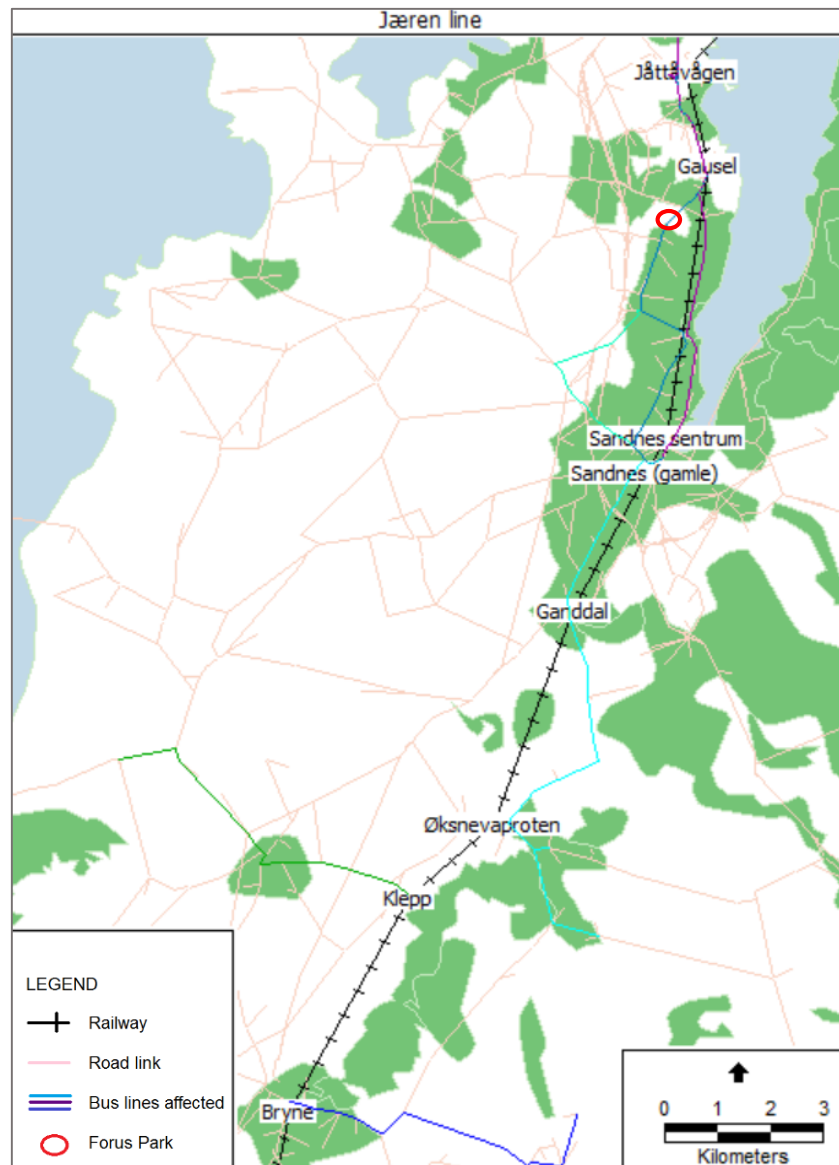 Jæren line
Jåttåvågen
Gausel
Sandnes sentrum
Sandnes (gamle)
Ganddal
Øksnevaproten
Klepp
Bryne
LEGEND
Railway
Road link
Bus lines affected
Forus Park
0 1 2 3
Kilometers